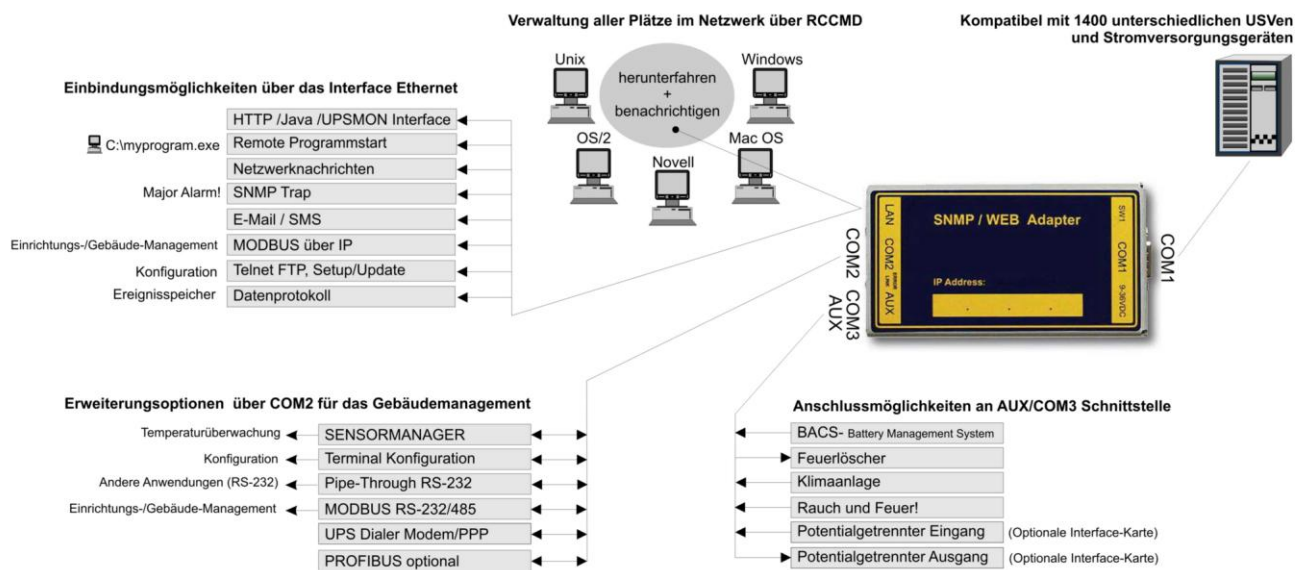 Verwaltung aller Plätze im Netzwerk über RCCMD
Unix
Windows
herunterfahren
+
benachrichtigen
OS/2
Mac OS
Novell
Kompatibel mit 1400 unterschiedlichen USVen
und Stromversorgungsgeräten
Einbindungsmöglichkeiten über das Interface Ethernet
HTTP /Java /UPSMON Interface
C:\myprogram.exe Remote Programmstart
Netzwerknachrichten
Major Alarm! SNMP Trap
E-Mail / SMS
Einrichtungs-/Gebäude-Management MODBUS über IP
Konfiguration Telnet FTP, Setup/Update
Ereignisspeicher Datenprotokoll
LAN COM2 ERROR LINK AUX
SNMP / WEB Adapter
IP Address:
. . .
SW1 COM1 9-36VDC
COM2 COM3
AUX
COM1
Erweiterungsoptionen über COM2 für das Gebäudemanagement
Temperaturüberwachung SENSORMANAGER
Konfiguration Terminal Konfiguration
Andere Anwendungen (RS-232) Pipe-Through RS-232
Einrichtungs-/Gebäude-Management MODBUS RS-232/485
UPS Dialer Modem/PPP
PROFIBUS optional
Anschlussmöglichkeiten an AUX/COM3 Schnittstelle
BACS- Battery Management System
Feuerlöscher
Klimaanlage
Rauch und Feuer!
Potentialgetrennter Eingang (Optionale Interface-Karte)
Potentialgetrennter Ausgang (Optionale Interface-Karte)